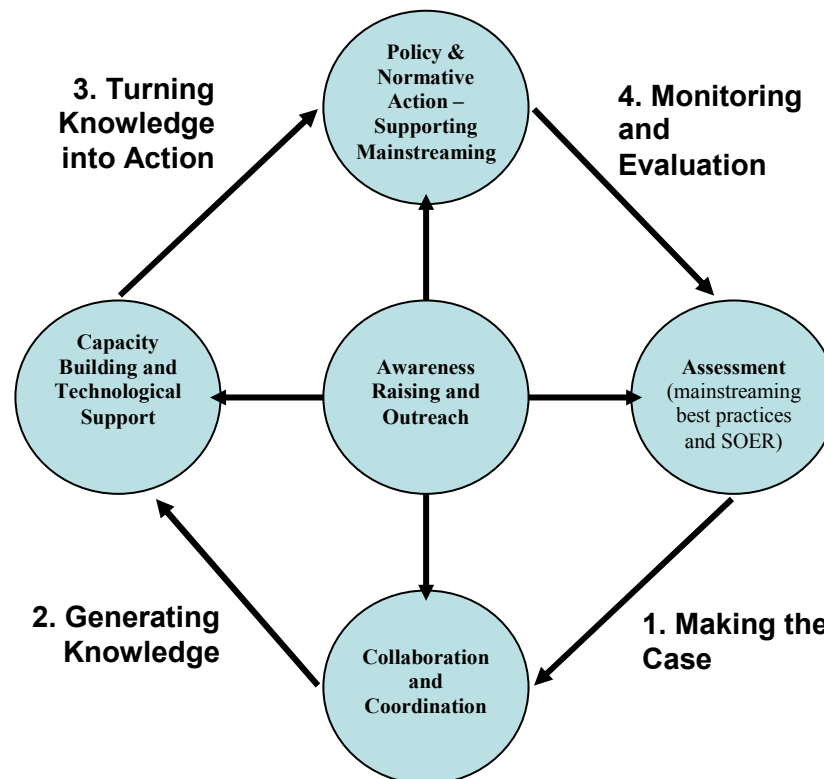 Policy &
Normative
Action –
Supporting
Mainstreaming
3. Turning
Knowledge
into Action
4. Monitoring
and
Evaluation
Capacity
Building and
Technological
Support
Awareness
Raising and
Outreach
Assessment
(mainstreaming
best practices
and SOER)
2. Generating
Knowledge
Collaboration
and
Coordination
1. Making the
Case